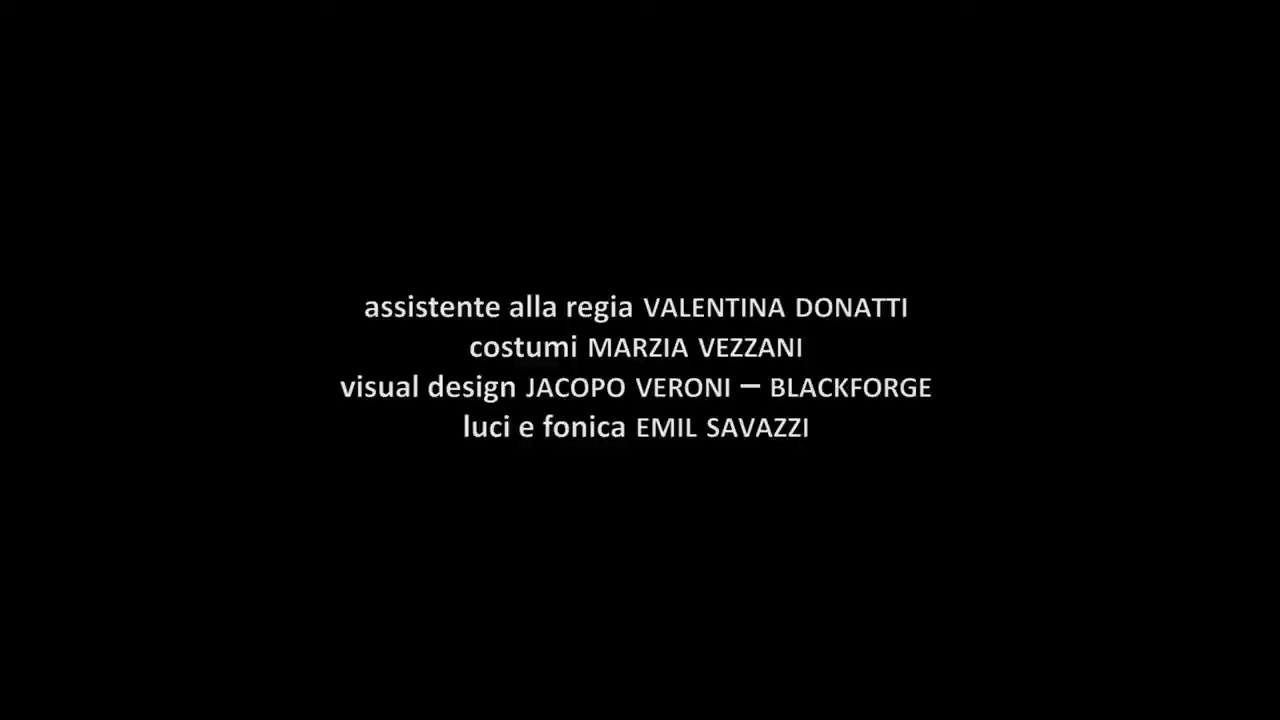 assistente alla regia VALENTINA DONATTI
costumi MARZIA VEZZANI
visual design JACOPO VERONI – BLACKFORGE
luci e fonica EMIL SAVAZZI